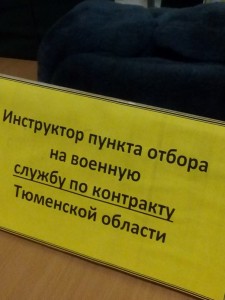 Инструктор пункта отбора
на военную
службу по контракту
Тюменской области